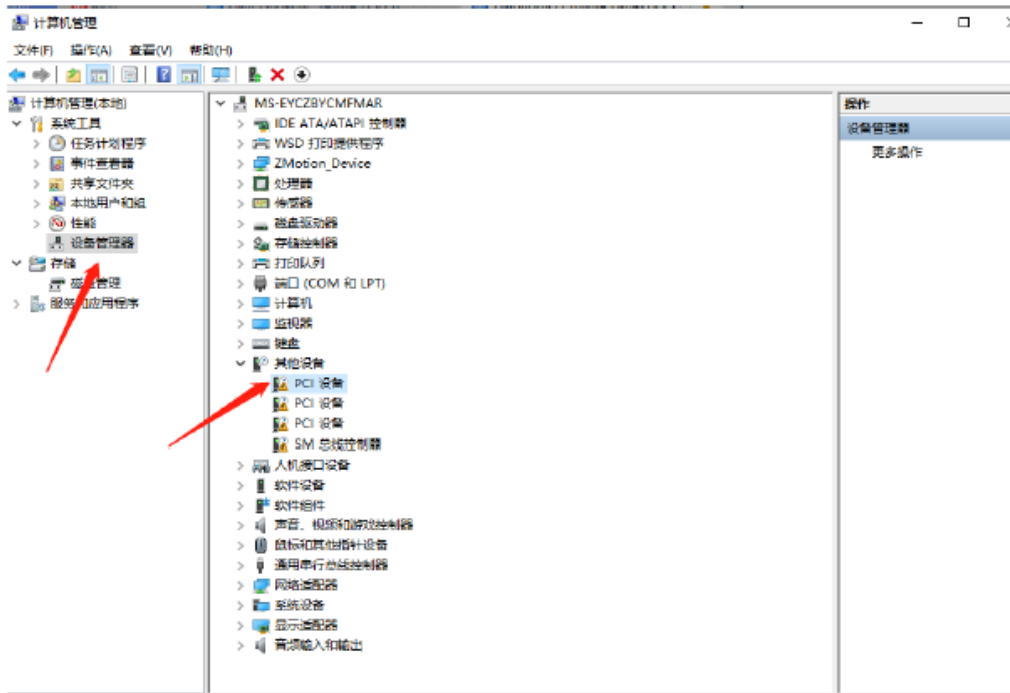 计算机管理
文件(F) 操作(A) 查看(V) 帮助(H)
计算机管理(本地)
系统工具
任务计划程序
事件查看器
共享文件夹
本地用户和组
性能
设备管理器
存储
磁盘管理
服务和应用程序
MS-EYCZBYCMFMAR
IDE ATA/ATAPI 控制器
WSD 打印提供程序
ZMotion_Device
处理器
传感器
磁盘驱动器
存储控制器
打印队列
端口 (COM 和 LPT)
计算机
监视器
键盘
其他设备
PCI 设备
PCI 设备
PCI 设备
SM 总线控制器
人机接口设备
软件设备
软件组件
声音、视频和游戏控制器
鼠标和其他指针设备
通用串行总线控制器
网络适配器
系统设备
显示适配器
音频输入和输出
操作
设备管理器
更多操作